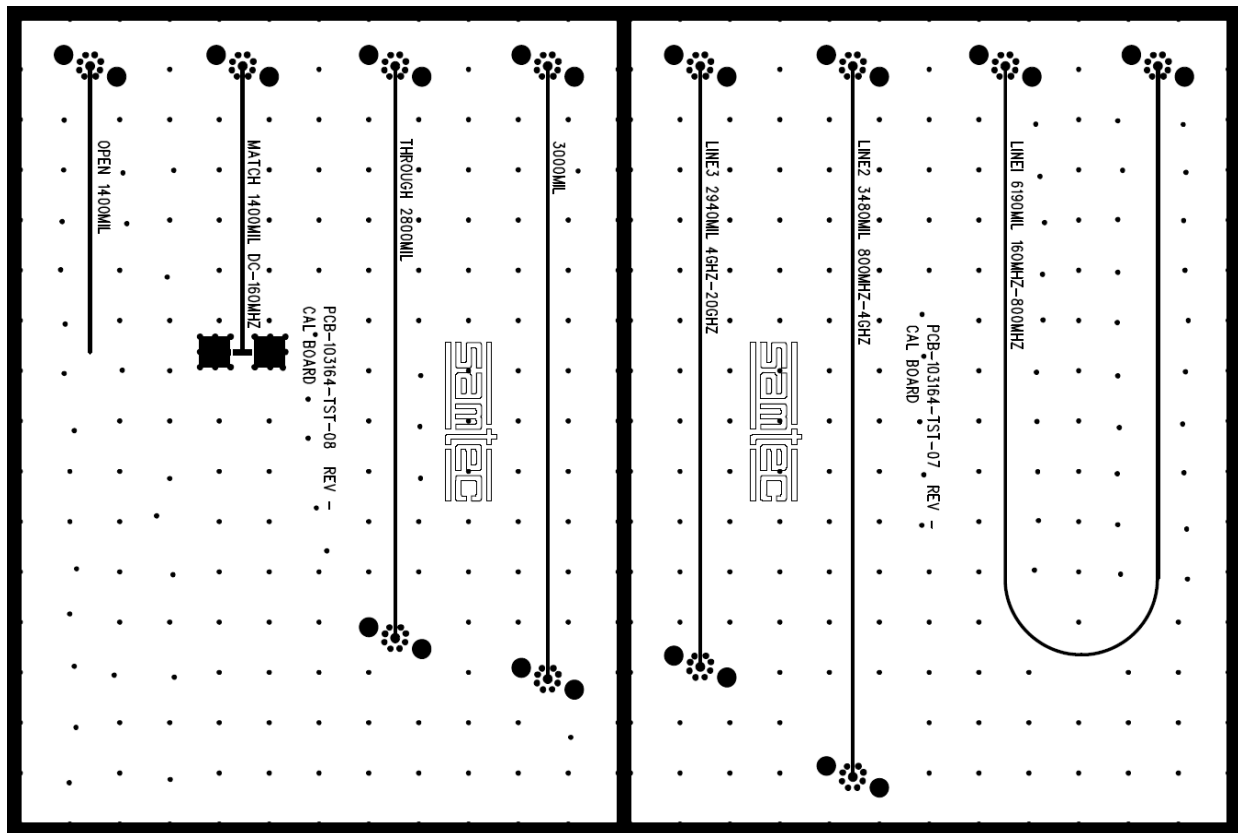 OPEN 1400MIL
MATCH 1400MIL DC-160MHZ
PCB-103164-TST-08 REV -
CAL BOARD
THROUGH 2800MIL
samtec
3000MIL
LINE3 2940MIL 4GHZ-20GHZ
samtec
LINE2 3480MIL 800MHZ-4GHZ
PCB-103164-TST-07 REV -
CAL BOARD
LINE1 6190MIL 160MHZ-800MHZ